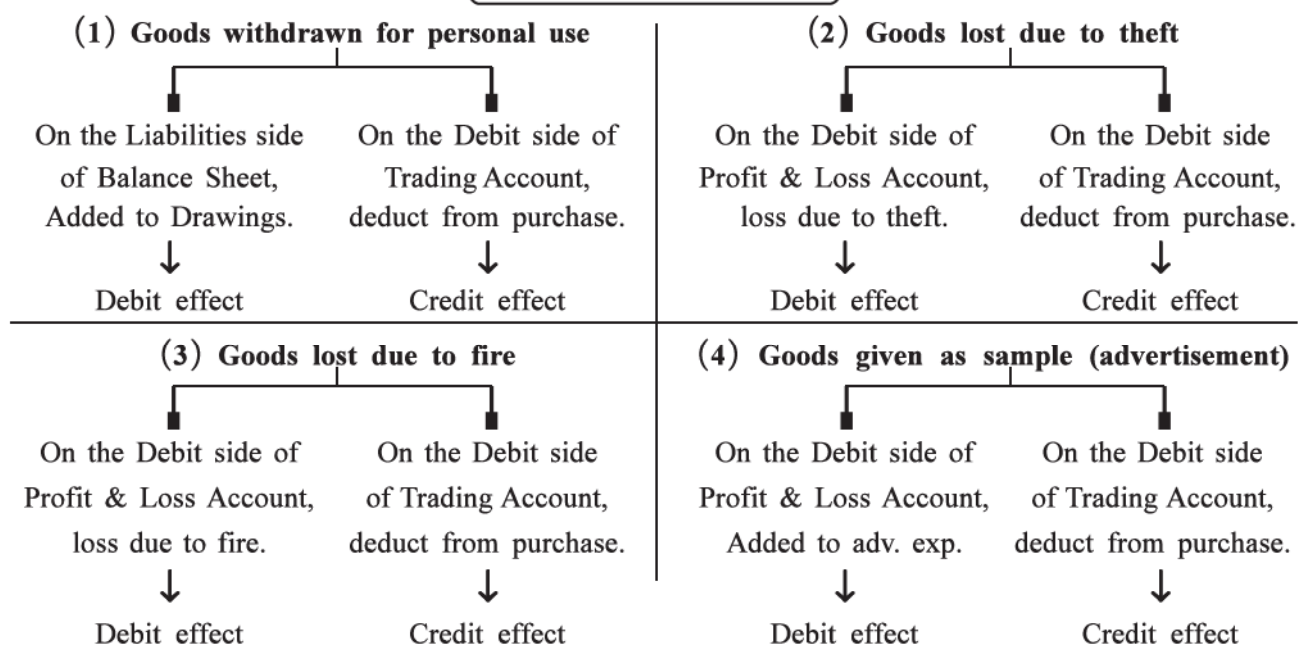 (1) Goods withdrawn for personal use
On the Liabilities side
of Balance Sheet,
Added to Drawings.
Debit effect
On the Debit side of
Trading Account,
deduct from purchase.
Credit effect
(2) Goods lost due to theft
On the Debit side of
Profit & Loss Account,
loss due to theft.
Debit effect
On the Debit side
of Trading Account,
deduct from purchase.
Credit effect
(3) Goods lost due to fire
On the Debit side of
Profit & Loss Account,
loss due to fire.
Debit effect
On the Debit side
of Trading Account,
deduct from purchase.
Credit effect
(4) Goods given as sample (advertisement)
On the Debit side of
Profit & Loss Account,
Added to adv. exp.
Debit effect
On the Debit side
of Trading Account,
deduct from purchase.
Credit effect